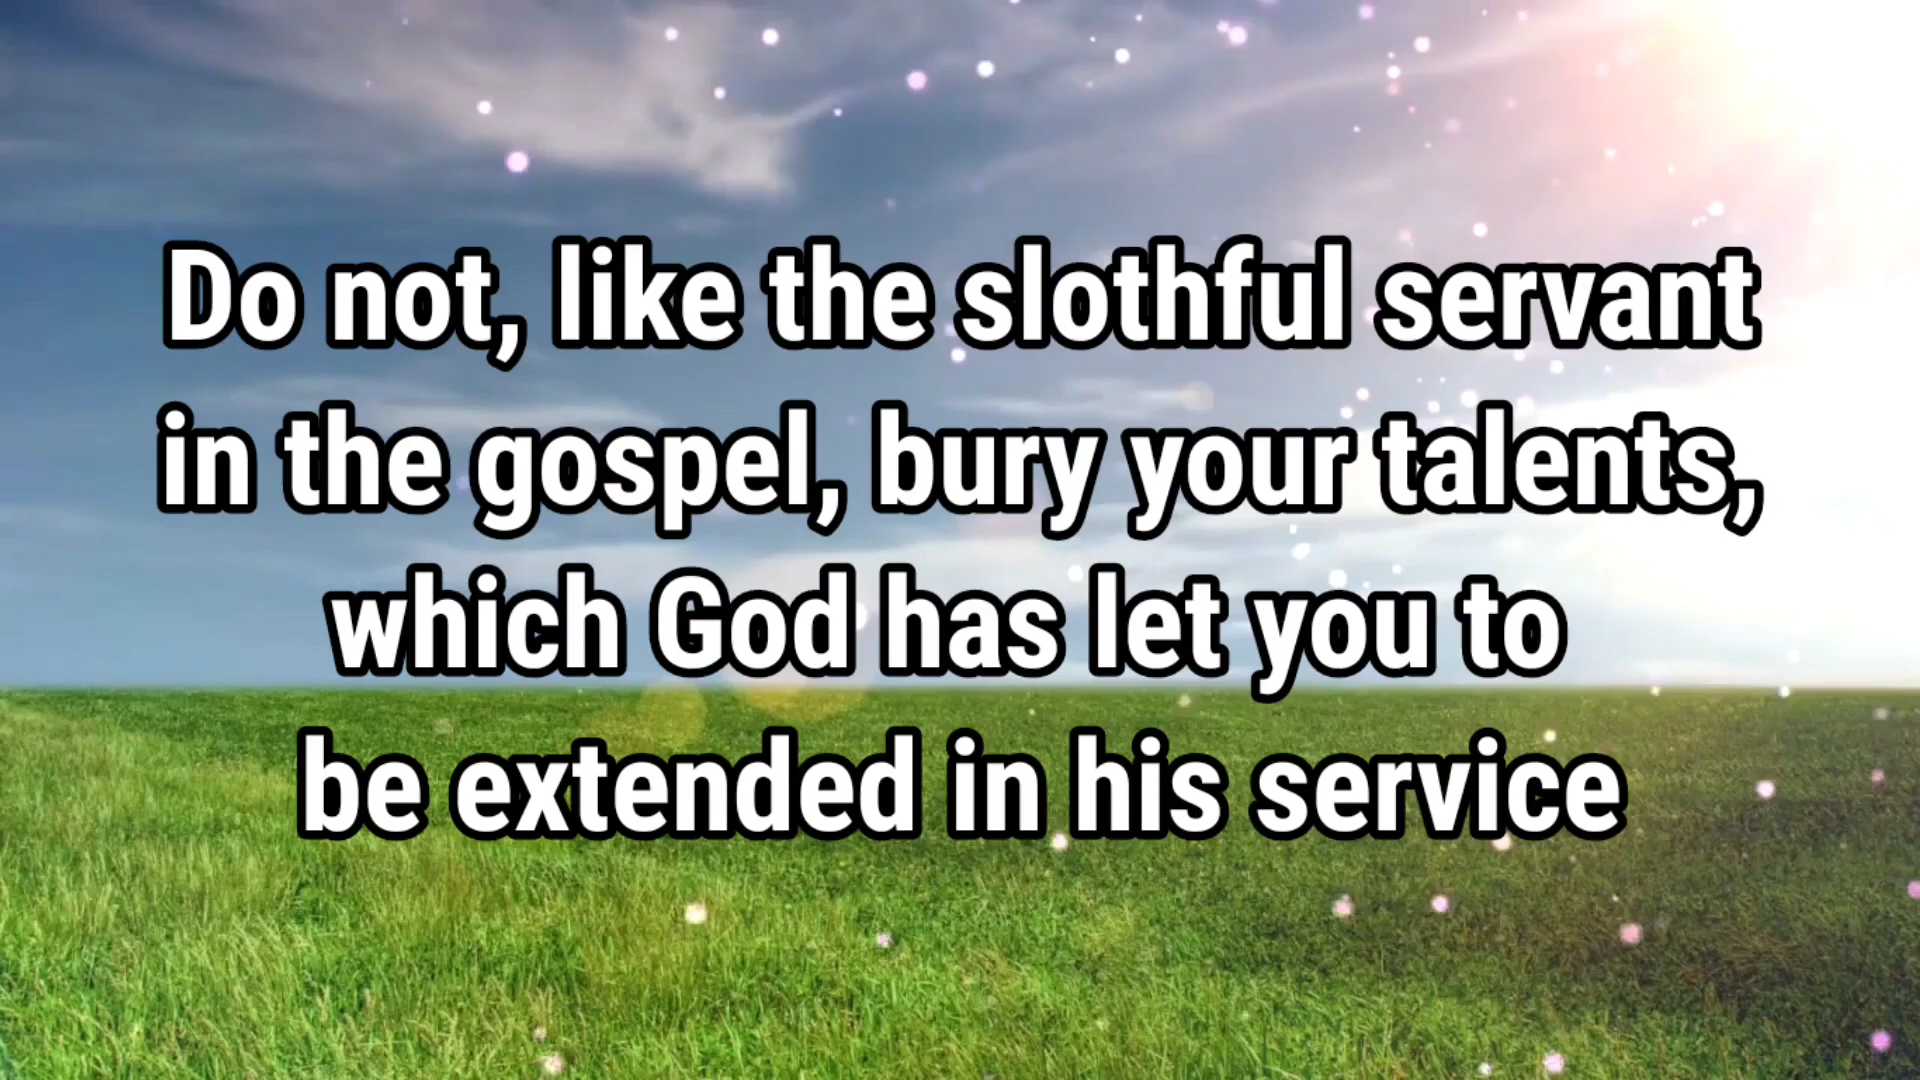 Do not, like the slothful servant
in the gospel, bury your talents,
which God has let you to
be extended in his service